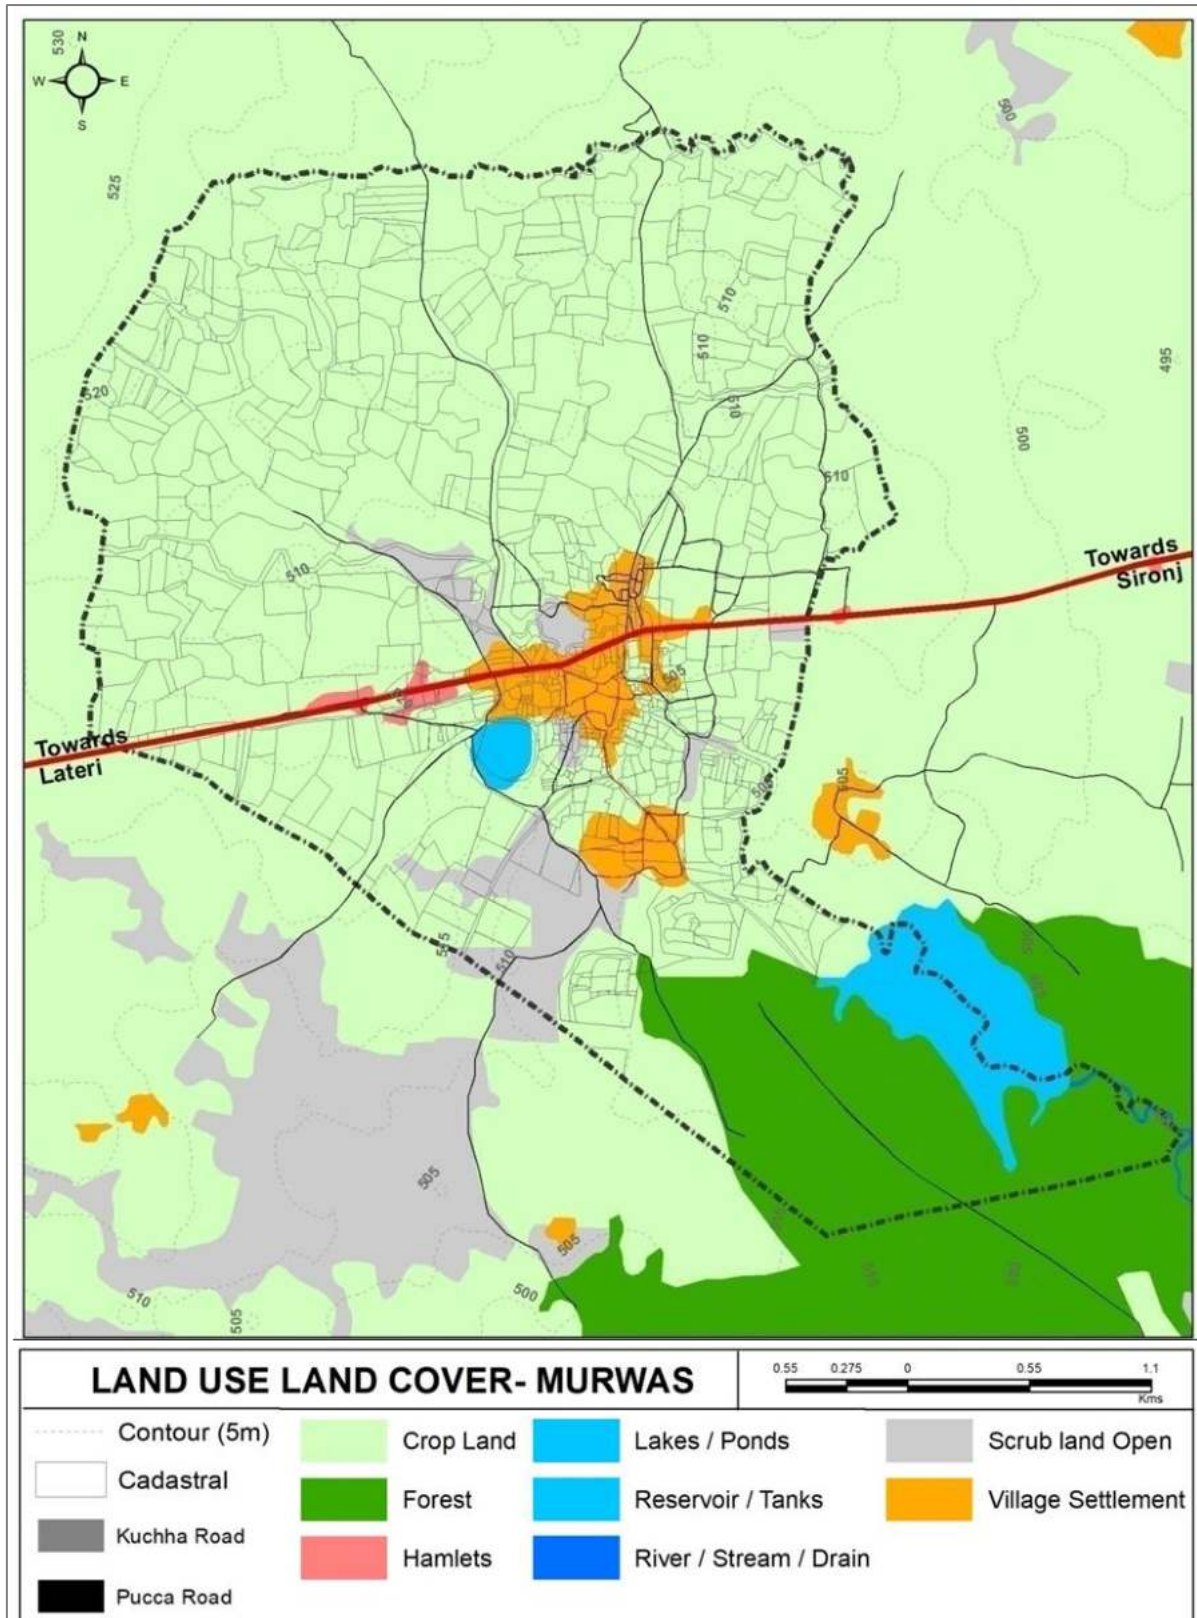 530
N
W
E
S
500
525
510
510
495
520
510
500
510
510
Towards
Sironj
505
Towards
Lateri
505
505
505
510
505
505
510
505
500
LAND USE LAND COVER- MURWAS
0.55 0.275 0 0.55 1.1
Kms
Contour (5m)
Cadastral
Kuchha Road
Pucca Road
Crop Land
Forest
Hamlets
Lakes / Ponds
Reservoir / Tanks
River / Stream / Drain
Scrub land Open
Village Settlement